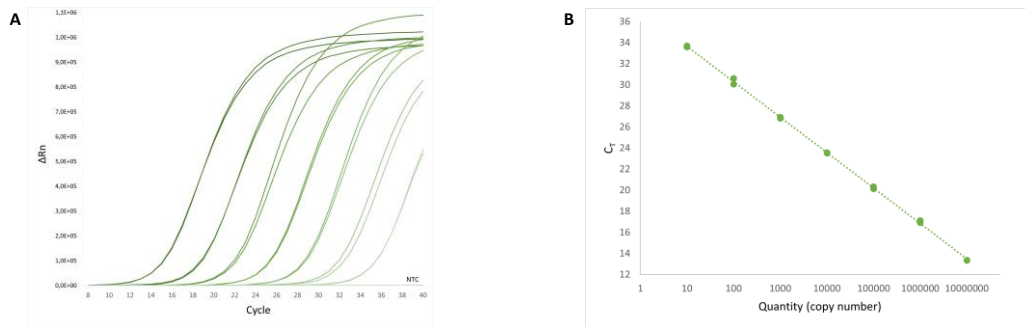 A
1,1E+06
1,0E+06
9,0E+05
8,0E+05
7,0E+05
6,0E+05
5,0E+05
4,0E+05
3,0E+05
2,0E+05
1,0E+05
0,00E+00
ΔRn
NTC
8 10 12 14 16 18 20 22 24 26 28 30 32 34 36 38 40
Cycle
B
36
34
32
30
28
26
24
22
20
18
16
14
12
CT
1 10 100 1000 10000 100000 1000000 10000000
Quantity (copy number)